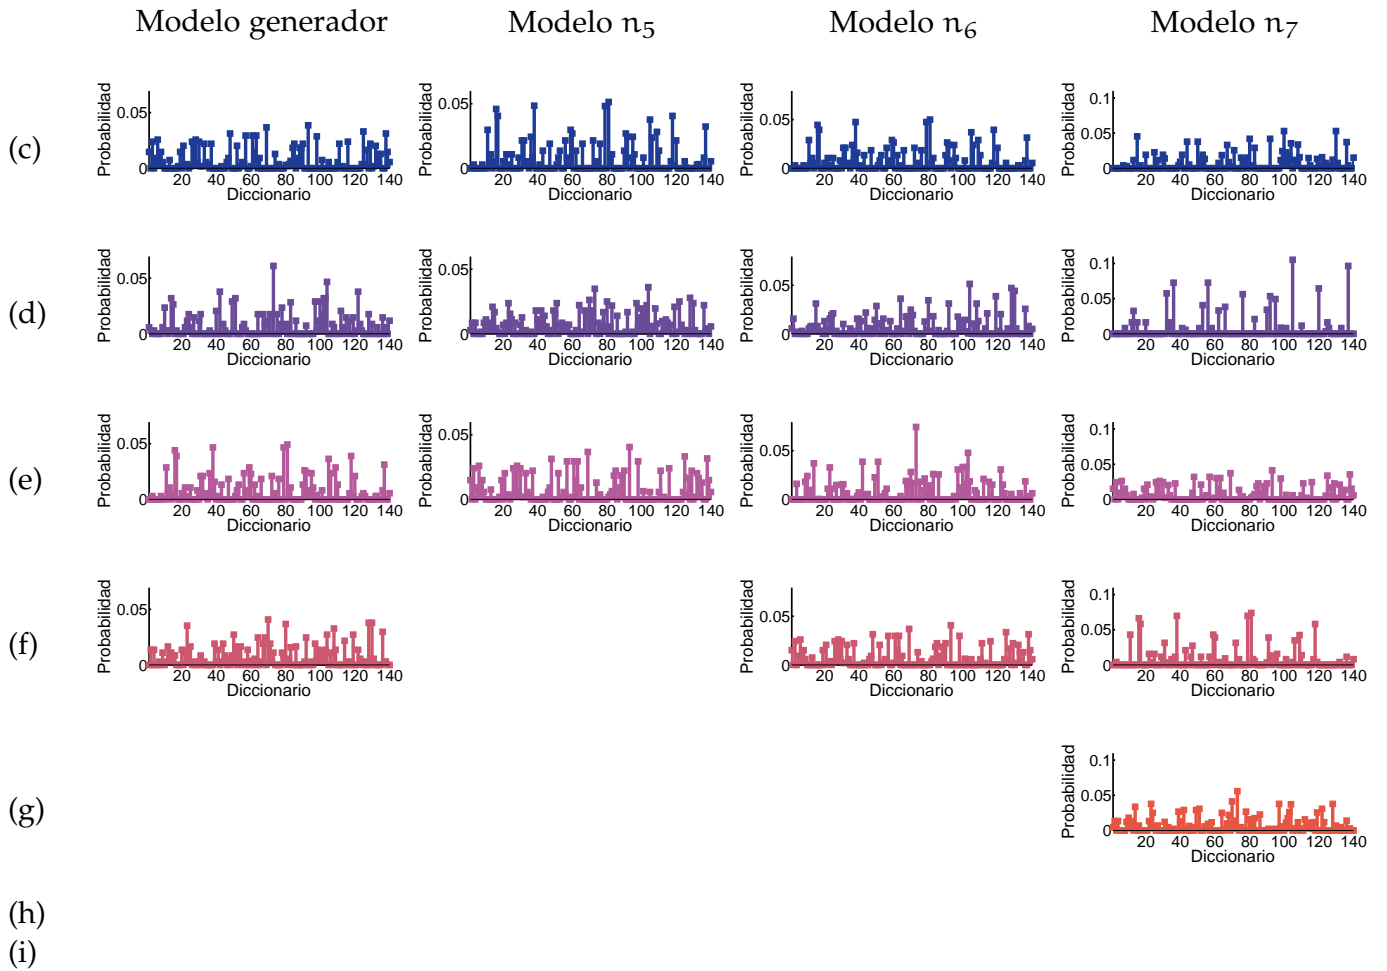 Modelo generador Modelo n5 Modelo n6 Modelo n7
(c)
Probabilidad 0.05 0 20 40 60 80 100 120 140 Diccionario
Probabilidad 0.05 0 20 40 60 80 100 120 140 Diccionario
Probabilidad 0.05 0 20 40 60 80 100 120 140 Diccionario
Probabilidad 0.1 0.05 0 20 40 60 80 100 120 140 Diccionario
(d)
Probabilidad 0.05 0 20 40 60 80 100 120 140 Diccionario
Probabilidad 0.05 0 20 40 60 80 100 120 140 Diccionario
Probabilidad 0.05 0 20 40 60 80 100 120 140 Diccionario
Probabilidad 0.1 0.05 0 20 40 60 80 100 120 140 Diccionario
(e)
Probabilidad 0.05 0 20 40 60 80 100 120 140 Diccionario
Probabilidad 0.05 0 20 40 60 80 100 120 140 Diccionario
Probabilidad 0.05 0 20 40 60 80 100 120 140 Diccionario
Probabilidad 0.1 0.05 0 20 40 60 80 100 120 140 Diccionario
(f)
Probabilidad 0.05 0 20 40 60 80 100 120 140 Diccionario
Probabilidad 0.05 0 20 40 60 80 100 120 140 Diccionario
Probabilidad 0.1 0.05 0 20 40 60 80 100 120 140 Diccionario
(g)
Probabilidad 0.1 0.05 0 20 40 60 80 100 120 140 Diccionario
(h)
(i)